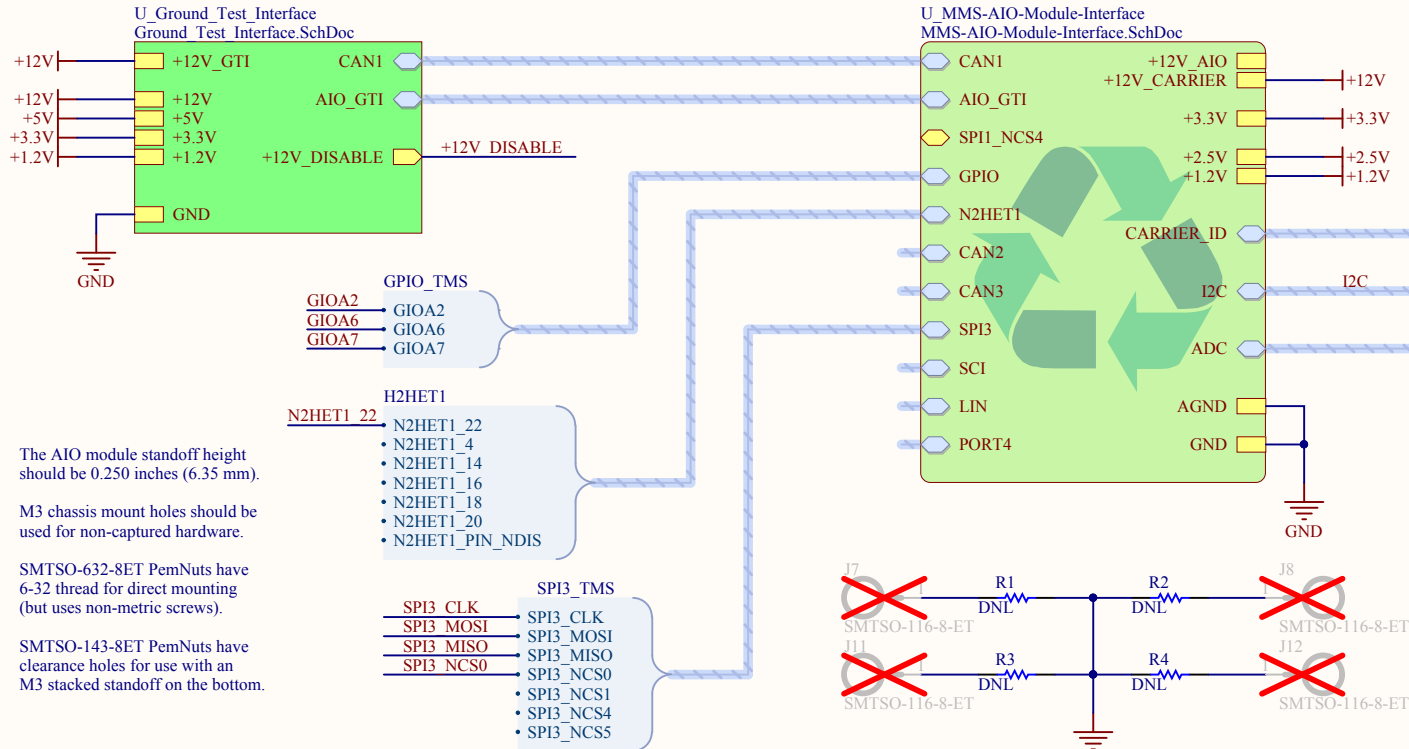 U_Ground_Test_Interface
Ground_Test_Interface.SchDoc
+12V
+12V_GTI
CAN1
+12V
+12V
AIO_GTI
+5V
+5V
+3.3V
+3.3V
+1.2V
+1.2V
+12V_DISABLE
+12V_DISABLE
GND
GND
U_MMS-AIO-Module-Interface
MMS-AIO-Module-Interface.SchDoc
CAN1
+12V_AIO
+12V_CARRIER
+12V
AIO_GTI
+3.3V
+3.3V
SPI1_NCS4
+2.5V
+2.5V
GPIO
+1.2V
+1.2V
N2HET1
CARRIER_ID
CAN2
CAN3
I2C
I2C
SPI3
ADC
SCI
LIN
AGND
PORT4
GND
GND
GPIO_TMS
GIOA2
GIOA2
GIOA6
GIOA6
GIOA7
GIOA7
H2HET1
N2HET1_22
N2HET1_22
N2HET1_4
N2HET1_14
N2HET1_16
N2HET1_18
N2HET1_20
N2HET1_PIN_NDIS
The AIO module standoff height
should be 0.250 inches (6.35 mm).
M3 chassis mount holes should be
used for non-captured hardware.
SMTSO-632-8ET PemNuts have
6-32 thread for direct mounting
(but uses non-metric screws).
SMTSO-143-8ET PemNuts have
clearance holes for use with an
M3 stacked standoff on the bottom.
SPI3_TMS
SPI3_CLK
SPI3_CLK
SPI3_MOSI
SPI3_MOSI
SPI3_MISO
SPI3_MISO
SPI3_NCS0
SPI3_NCS0
SPI3_NCS1
SPI3_NCS4
SPI3_NCS5
J7
1
R1
DNL
R2
DNL
J8
1
SMTSO-116-8-ET
SMTSO-116-8-ET
J11
1
R3
DNL
R4
DNL
J12
1
SMTSO-116-8-ET
SMTSO-116-8-ET